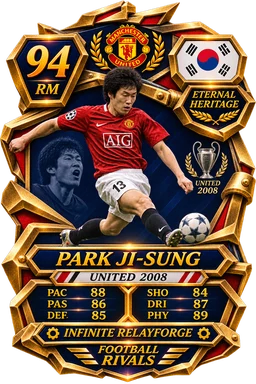 94
RM
MANCHESTER
UNITED
ETERNAL
HERITAGE
AIG
13
UNITED
2008
PARK JI-SUNG
UNITED 2008
PAC 88 SHO 84
PAS 86 DRI 87
DEF 85 PHY 89
INFINITE RELAYFORGE
FOOTBALL
RIVALS